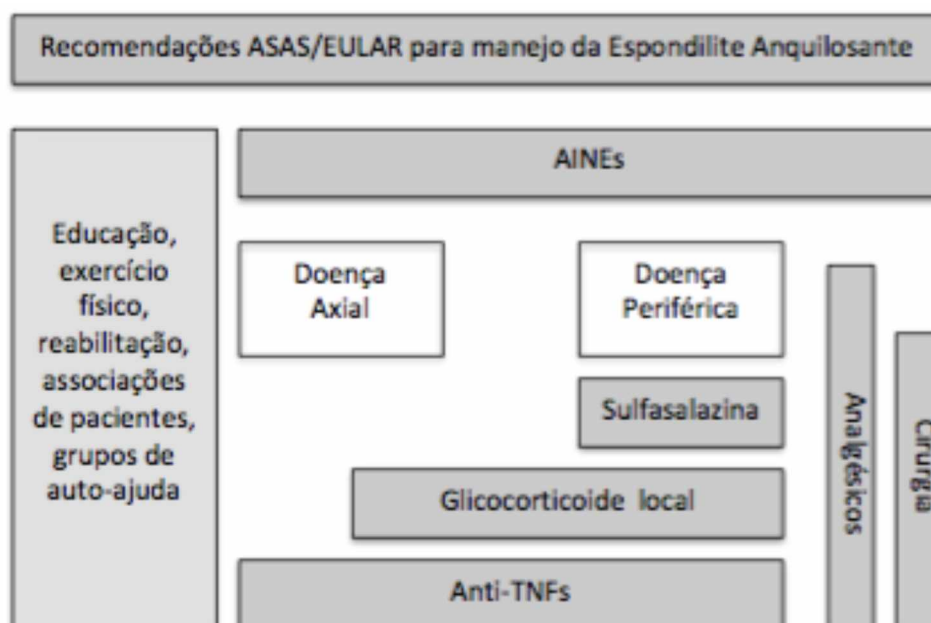 Recomendações ASAS/EULAR para manejo da Espondilite Anquilosante
AINEs
Educação,
exercício
físico,
reabilitação,
associações
de pacientes,
grupos de
auto-ajuda
Doença
Axial
Doença
Periférica
Sulfasalazina
Glicocorticoide local
Anti-TNFs
Analgésicos
Cirurgia